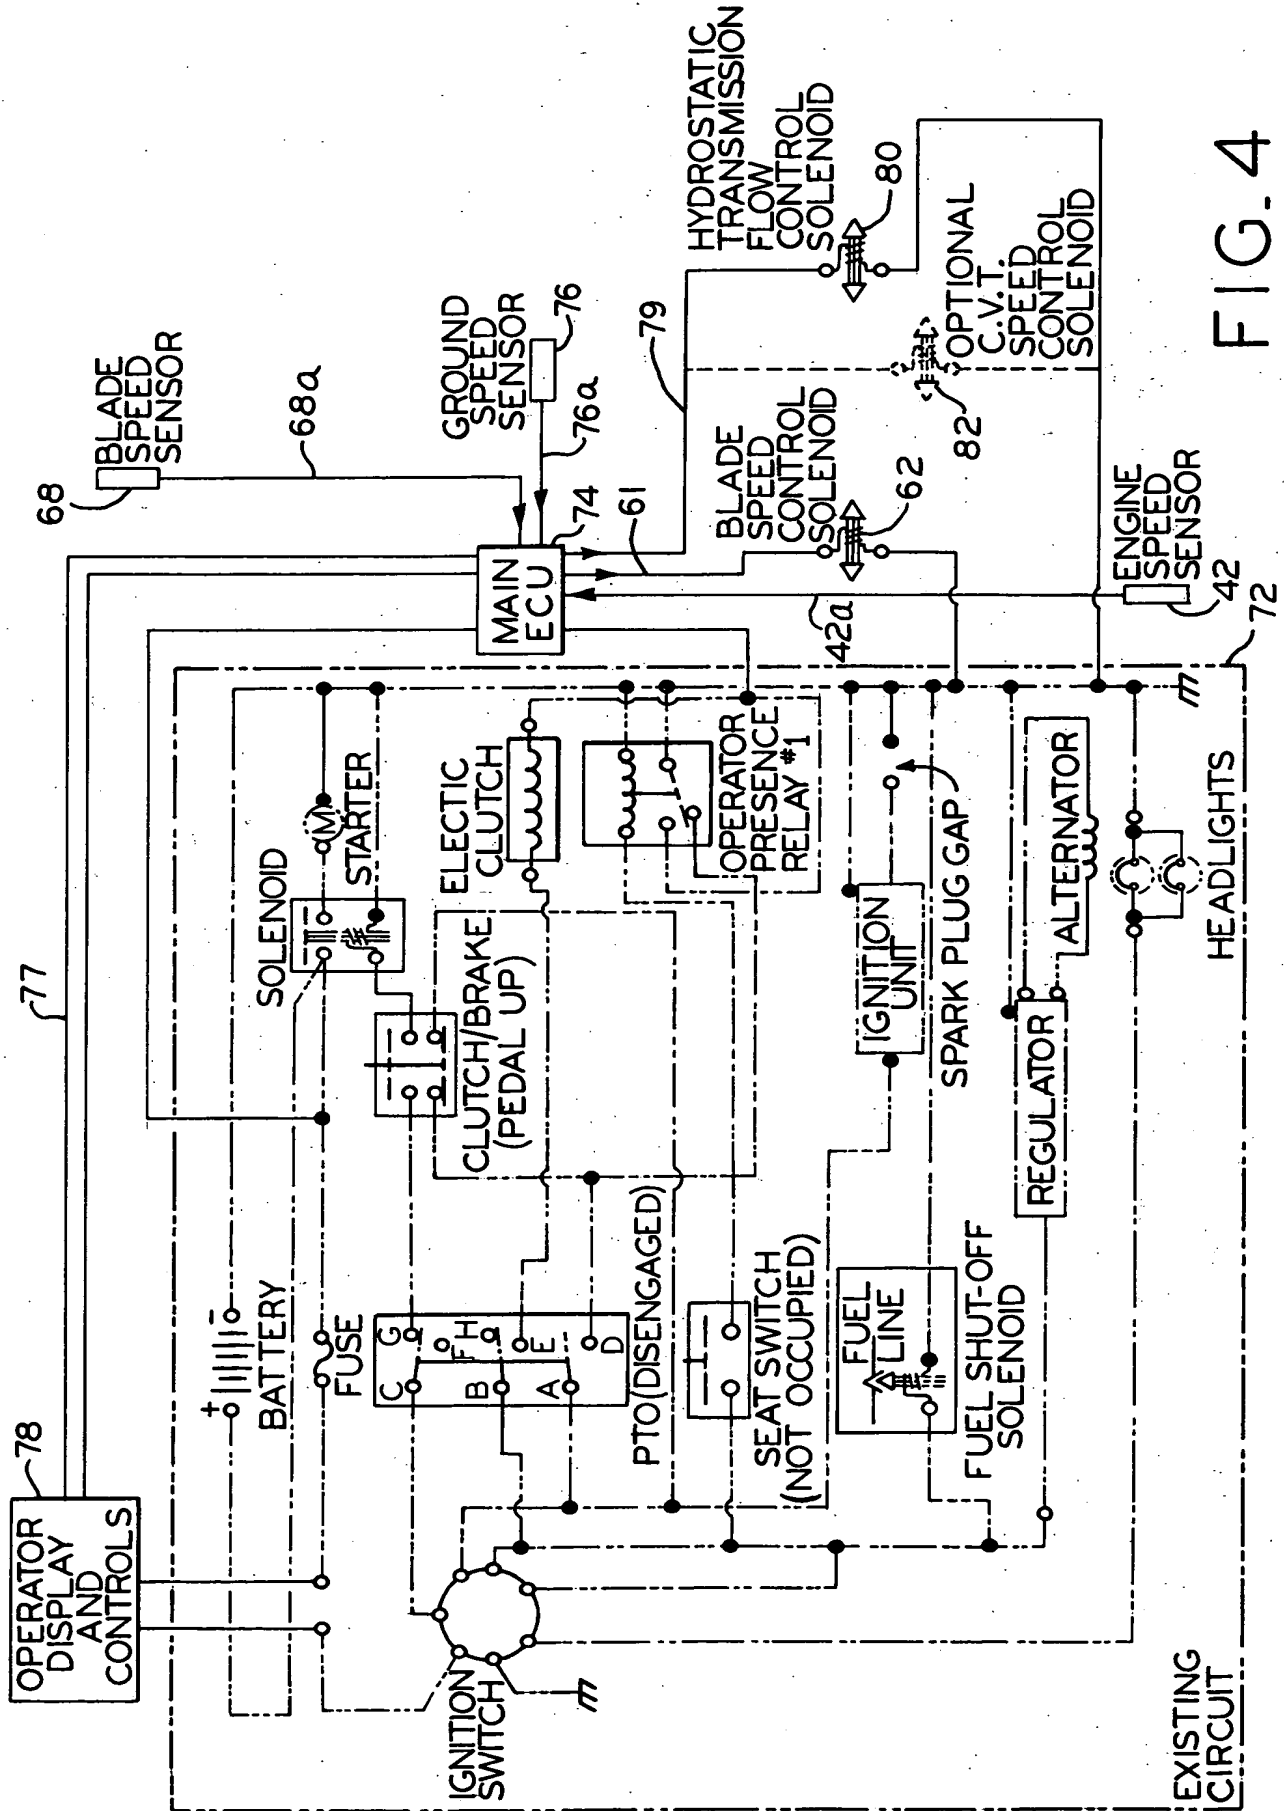 78
OPERATOR
DISPLAY
AND
CONTROLS
77
68
BLADE
SPEED
SENSOR
68a
GROUND
SPEED
SENSOR
76
76a
MAIN
ECU
74
61
79
HYDROSTATIC
TRANSMISSION
FLOW
CONTROL
SOLENOID
80
BLADE
SPEED
CONTROL
SOLENOID
62
OPTIONAL
C.V.T.
SPEED
CONTROL
SOLENOID
82
42a
ENGINE
SPEED
SENSOR
42
72
+
-
BATTERY
FUSE
SOLENOID
M
STARTER
CLUTCH/BRAKE
(PEDAL UP)
ELECTIC
CLUTCH
OPERATOR
PRESENCE
RELAY #1
C
G
F
H
B
E
A
D
PTO(DISENGAGED)
IGNITION
SWITCH
SEAT SWITCH
(NOT OCCUPIED)
IGNITION
UNIT
SPARK PLUG GAP
FUEL
LINE
FUEL SHUT-OFF
SOLENOID
REGULATOR
ALTERNATOR
HEADLIGHTS
EXISTING
CIRCUIT
FIG. 4